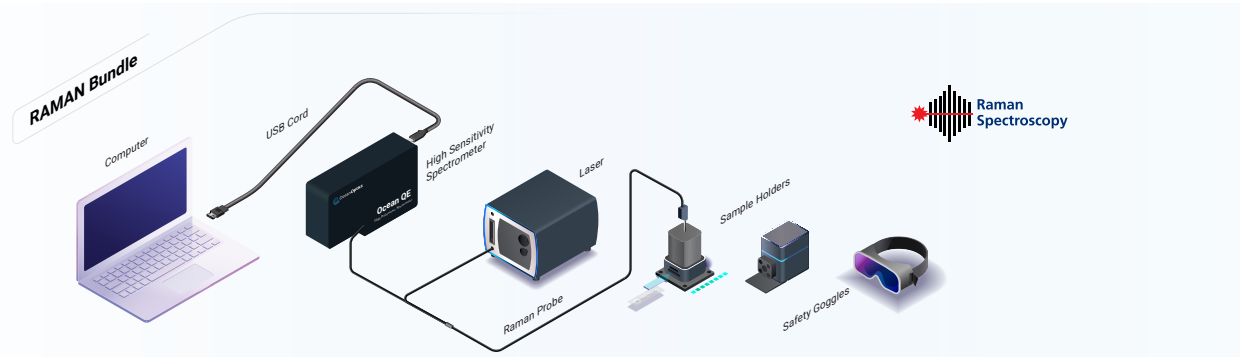 RAMAN Bundle
Computer
USB Cord
OceanOptics
Ocean QE
High Sensitivity
Spectrometer
Laser
Raman Probe
Sample Holders
Safety Goggles
Raman
Spectroscopy